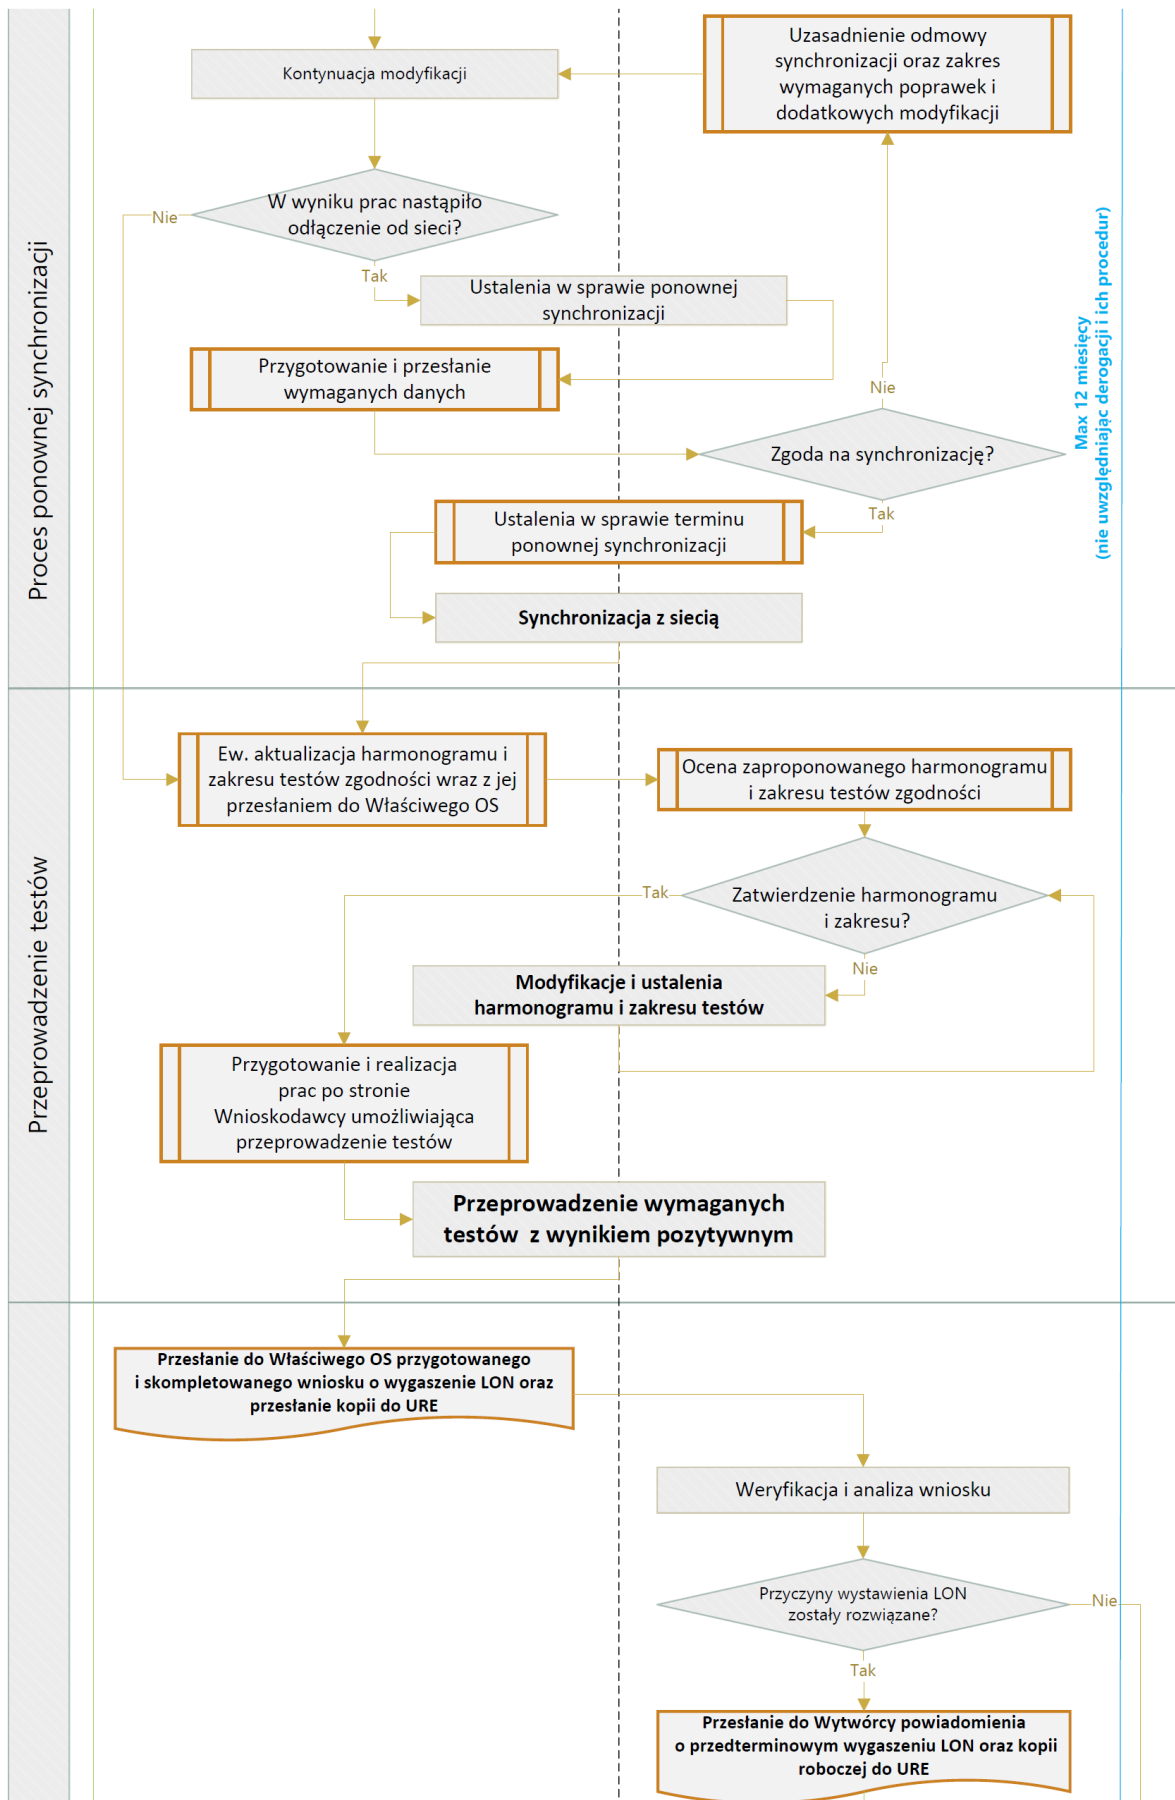 Proces ponownej synchronizacji
Kontynuacja modyfikacji
Uzasadnienie odmowy
synchronizacji oraz zakres
wymaganych poprawek i
dodatkowych modyfikacji
W wyniku prac nastąpiło
odłączenie od sieci?
Nie
Tak
Ustalenia w sprawie ponownej
synchronizacji
Przygotowanie i przesłanie
wymaganych danych
Nie
Zgoda na synchronizację?
Tak
Max 12 miesięcy
(nie uwzględniając derogacji i ich procedur)
Ustalenia w sprawie terminu
ponownej synchronizacji
Synchronizacja z siecią
Przeprowadzenie testów
Ew. aktualizacja harmonogramu i
zakresu testów zgodności wraz z jej
przesłaniem do Właściwego OS
Ocena zaproponowanego harmonogramu
i zakresu testów zgodności
Tak
Zatwierdzenie harmonogramu
i zakresu?
Nie
Modyfikacje i ustalenia
harmonogramu i zakresu testów
Przygotowanie i realizacja
prac po stronie
Wnioskodawcy umożliwiająca
przeprowadzenie testów
Przeprowadzenie wymaganych
testów z wynikiem pozytywnym
Przesłanie do Właściwego OS przygotowanego
i skompletowanego wniosku o wygaszenie LON oraz
przesłanie kopii do URE
Weryfikacja i analiza wniosku
Przyczyny wystawienia LON
zostały rozwiązane?
Nie
Tak
Przesłanie do Wytwórcy powiadomienia
o przedterminowym wygaszeniu LON oraz kopii
roboczej do URE